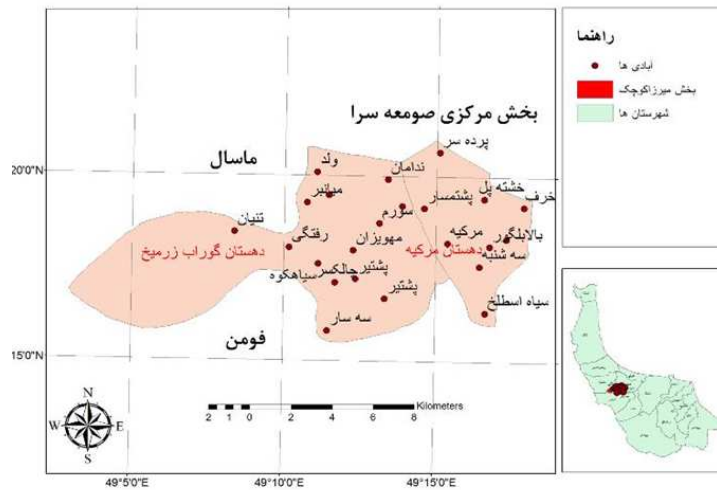 راهنما
آبادی ها
بخش میرزاکوچک
شهرستان ها
بخش مرکزی صومعه سرا
ماسال
فومن
پرده سر
ولد
ندامان
میانبر
خشته پل
خرف
پشتمسار
سورم
تنیان
رفتگی
مهویزان
مرکیه
بالابلگور
سه شنبه
دهستان گوراب زرمیخ
دهستان مرکیه
سیاهکوه
چالکسر
پشتیر
پشتیر
سیاه اسطلخ
سه سار
20°0'N
15°0'N
N
W E
S
2 1 0 2 4 6 8
Kilometers
49°5'0"E 49°10'0"E 49°15'0"E